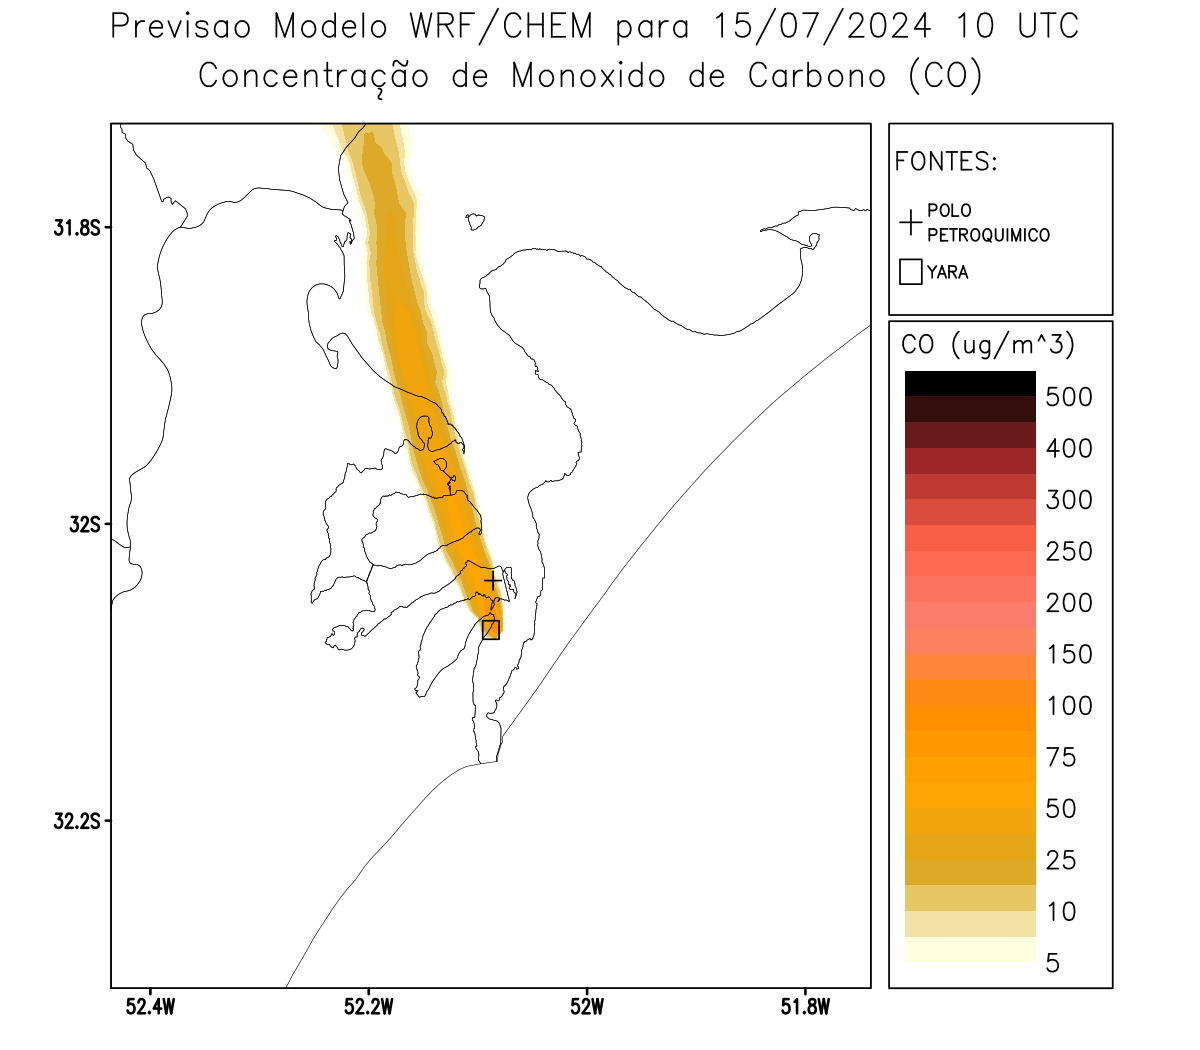 Previsao Modelo WRF/CHEM para 15/07/2024 10 UTC
Concentração de Monoxido de Carbono (CO)
FONTES:
POLO
PETROQUIMICO
YARA
CO (ug/m^3)
500
400
300
250
200
150
100
75
50
25
10
5
31.8S
32S
32.2S
52.4W
52.2W
52W
51.8W